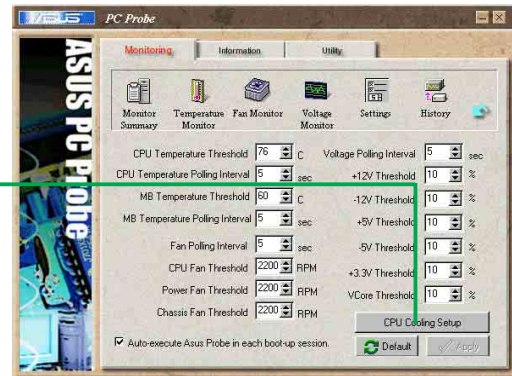 ASUS PC Probe
ASUS PC Probe
Monitoring Information Utility
Monitor Summary
Temperature Monitor
Fan Monitor
Voltage Monitor
Settings
History
CPU Temperature Threshold 76 C
CPU Temperature Polling Interval 5 sec
MB Temperature Threshold 60 C
MB Temperature Polling Interval 5 sec
Fan Polling Interval 5 sec
CPU Fan Threshold 2200 RPM
Power Fan Threshold 2200 RPM
Chassis Fan Threshold 2200 RPM
Voltage Polling Interval 5 sec
+12V Threshold 10 %
-12V Threshold 10 %
+5V Threshold 10 %
-5V Threshold 10 %
+3.3V Threshold 10 %
VCore Threshold 10 %
CPU Cooling Setup
Auto-execute Asus Probe in each boot-up session.
Default Apply